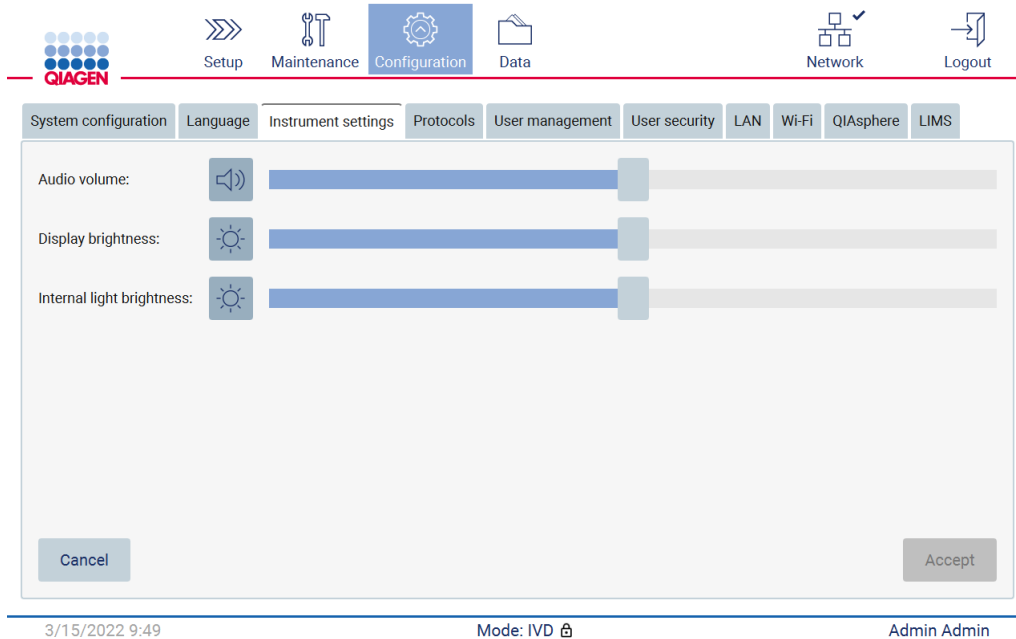 QIAGEN
Setup
Maintenance
Configuration
Data
Network
Logout
System configuration
Language
Instrument settings
Protocols
User management
User security
LAN
Wi-Fi
QIAsphere
LIMS
Audio volume:
Display brightness:
Internal light brightness:
Cancel
Accept
3/15/2022 9:49
Mode: IVD
Admin Admin